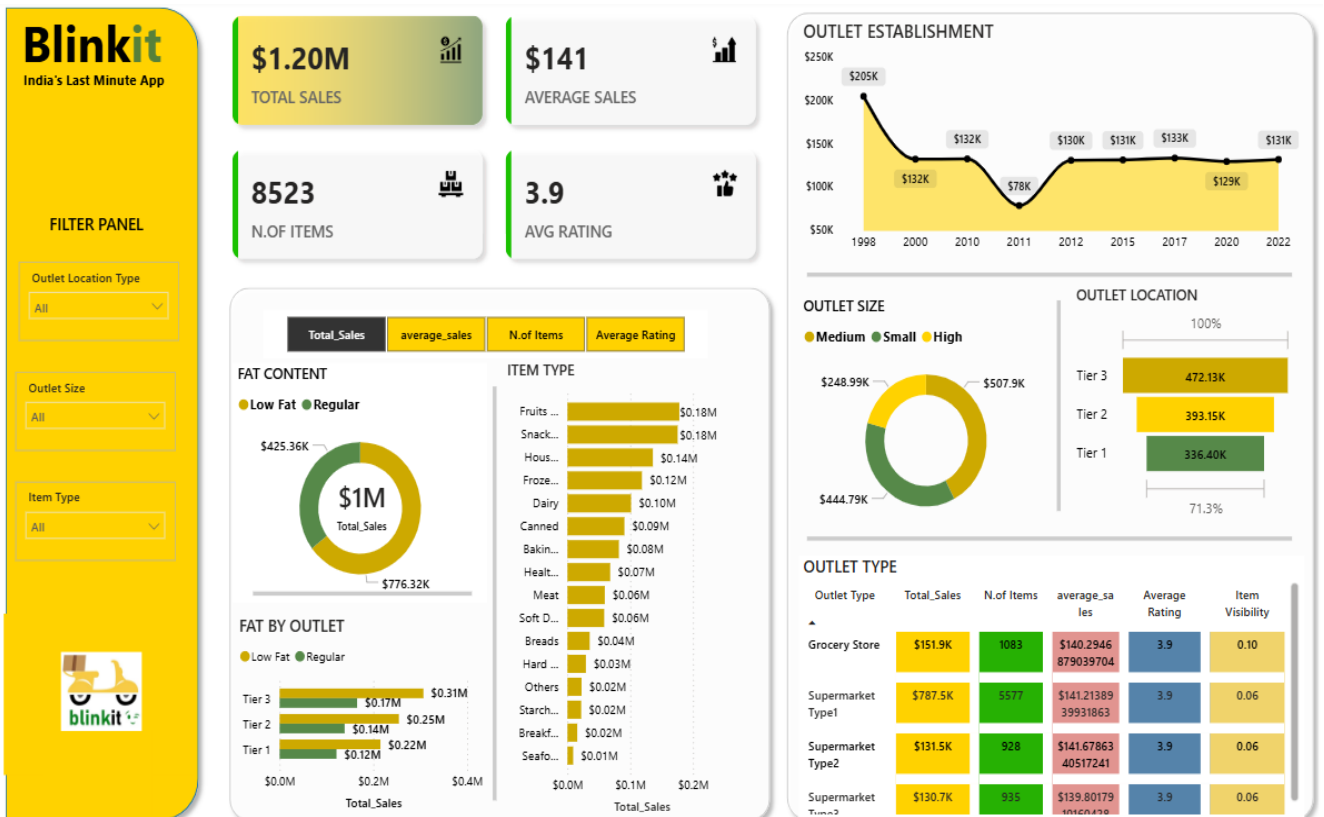 Blinkit
India's Last Minute App
FILTER PANEL
Outlet Location Type
All
Outlet Size
All
Item Type
All
blinkit
$1.20M
TOTAL SALES
$141
AVERAGE SALES
8523
N.OF ITEMS
3.9
AVG RATING
Total_Sales average_sales N.of Items Average Rating
FAT CONTENT
Low Fat Regular
$425.36K
$1M
Total_Sales
$776.32K
FAT BY OUTLET
Low Fat Regular
Tier 3 $0.31M
$0.17M
Tier 2 $0.25M
$0.14M
Tier 1 $0.22M
$0.12M
$0.0M $0.2M $0.4M
Total_Sales
ITEM TYPE
Fruits ... $0.18M
Snack... $0.18M
Hous... $0.14M
Froze... $0.12M
Dairy $0.10M
Canned $0.09M
Bakin... $0.08M
Healt... $0.07M
Meat $0.06M
Soft D... $0.06M
Breads $0.04M
Hard ... $0.03M
Others $0.02M
Starch... $0.02M
Breakf... $0.02M
Seafo... $0.01M
$0.0M $0.1M $0.2M
Total_Sales
OUTLET ESTABLISHMENT
$250K
$200K
$150K
$100K
$50K
$205K
$132K
$132K
$78K
$130K
$131K
$133K
$129K
$131K
1998 2000 2010 2011 2012 2015 2017 2020 2022
OUTLET SIZE
Medium Small High
$248.99K
$507.9K
$444.79K
OUTLET LOCATION
100%
Tier 3 472.13K
Tier 2 393.15K
Tier 1 336.40K
71.3%
OUTLET TYPE
Outlet Type Total_Sales N.of Items average_sa Average Item
les Rating Visibility
Grocery Store $151.9K 1083 $140.2946 3.9 0.10
879039704
Supermarket $787.5K 5577 $141.21389 3.9 0.06
Type1 39931863
Supermarket $131.5K 928 $141.67863 3.9 0.06
Type2 40517241
Supermarket $130.7K 935 $139.80179 3.9 0.06